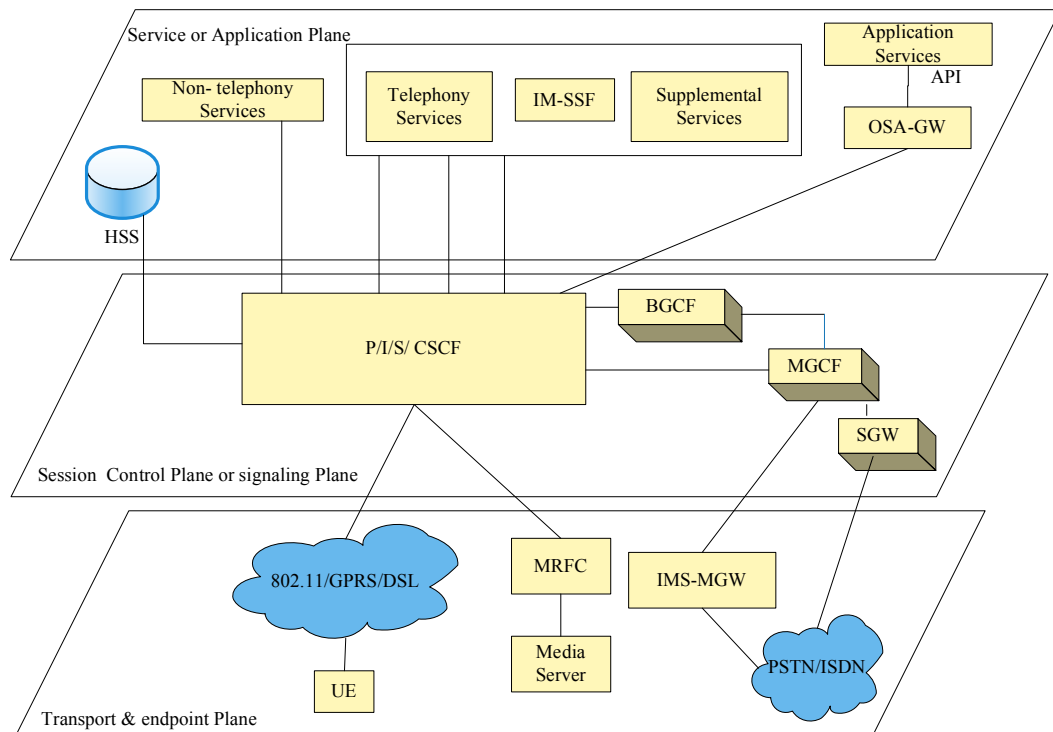 Service or Application Plane
Application
Services
API
Non- telephony
Services
Telephony
Services
IM-SSF
Supplemental
Services
OSA-GW
HSS
BGCF
P/I/S/ CSCF
MGCF
SGW
Session  Control Plane or signaling Plane
802.11/GPRS/DSL
MRFC
IMS-MGW
Media
Server
PSTN/ISDN
UE
Transport & endpoint Plane